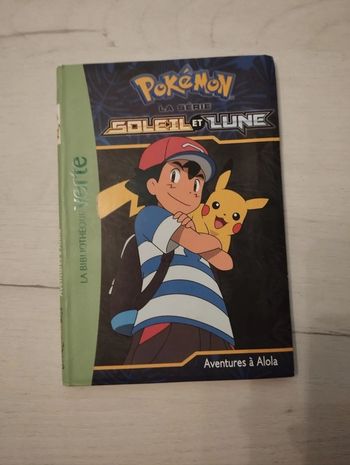 POKÉMON
LA SÉRIE
SOLEIL ET LUNE
LA BIBLIOTHÈQUE verte
Aventures à Alola